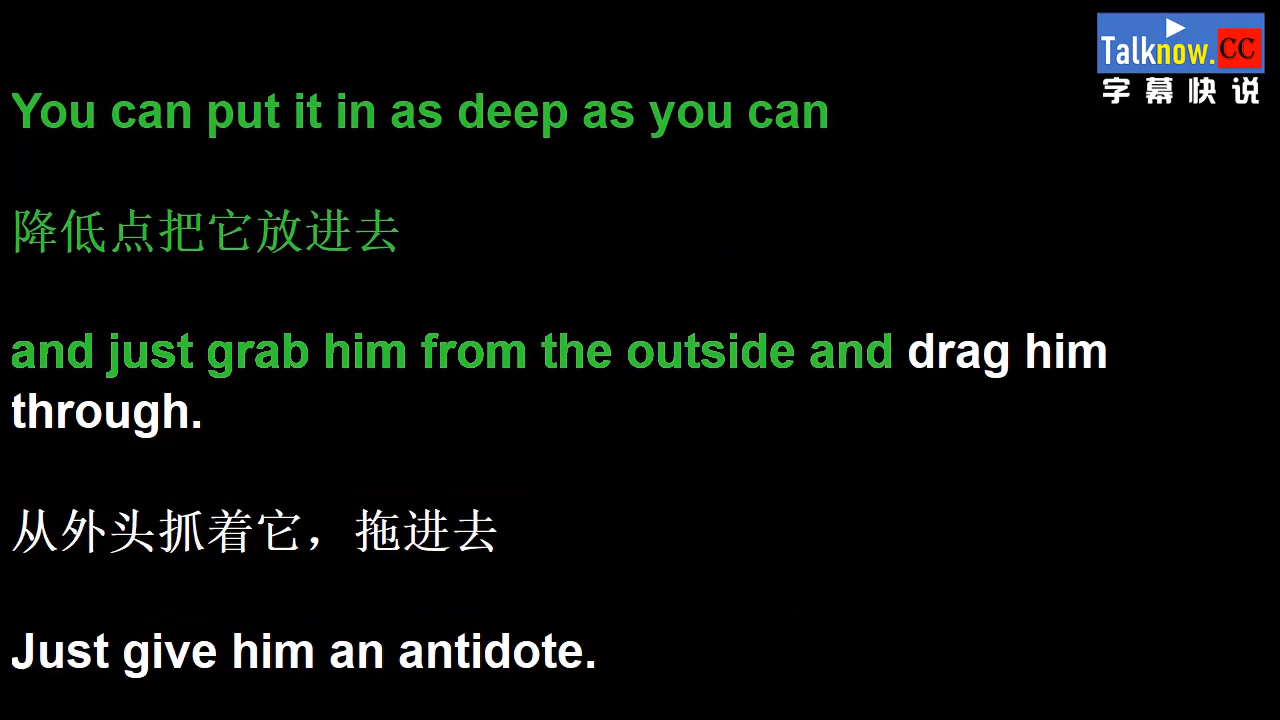 Talknow.CC
字幕快说
You can put it in as deep as you can
降低点把它放进去
and just grab him from the outside and drag him
through.
从外头抓着它，拖进去
Just give him an antidote.